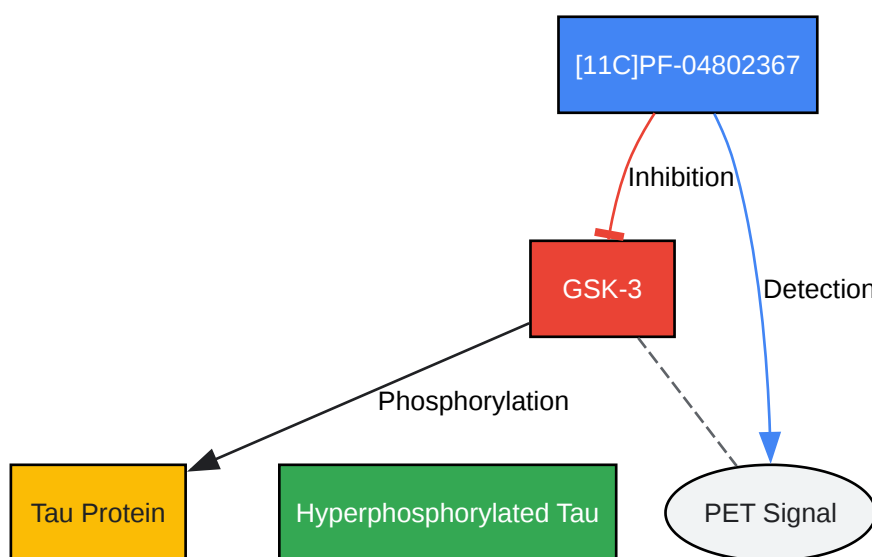 [11C]PF-04802367
Inhibition
GSK-3
Detection
Phosphorylation
Tau Protein
Hyperphosphorylated Tau
PET Signal